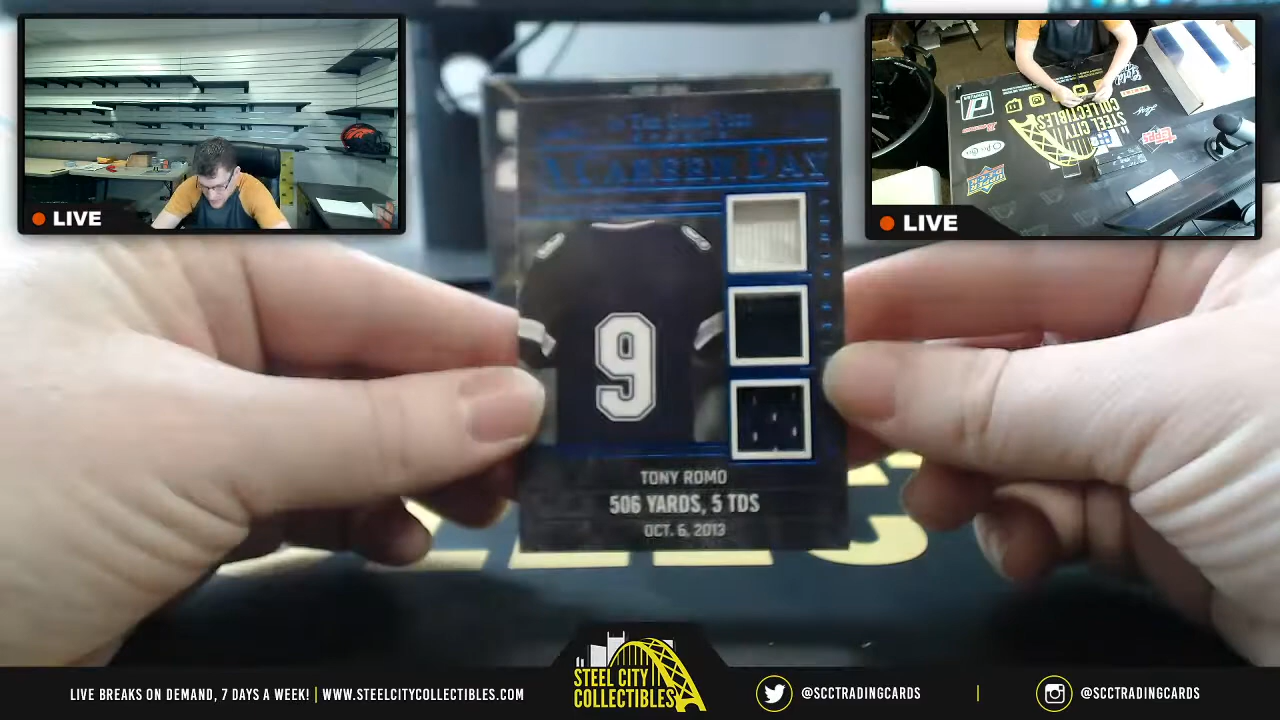 LIVE
LIVE
STEEL CITY
COLLECTIBLES
TOPPS
UPPER DECK
CAREER DAY
9
TONY ROMO
506 YARDS, 5 TDS
OCT. 6, 2013
LIVE BREAKS ON DEMAND, 7 DAYS A WEEK! | WWW.STEELCITYCOLLECTIBLES.COM
STEEL CITY
COLLECTIBLES
@SCCTRADINGCARDS
@SCCTRADINGCARDS